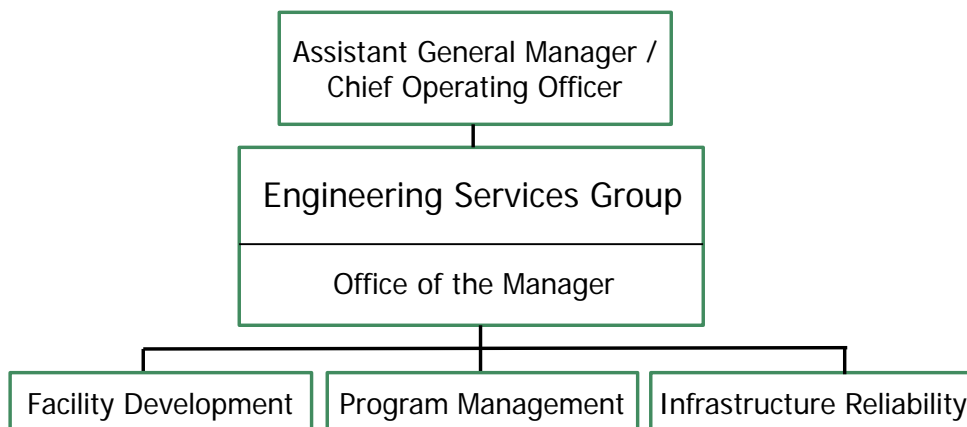 Assistant General Manager /
Chief Operating Officer
Engineering Services Group
Office of the Manager
Facility Development
Program Management
Infrastructure Reliability